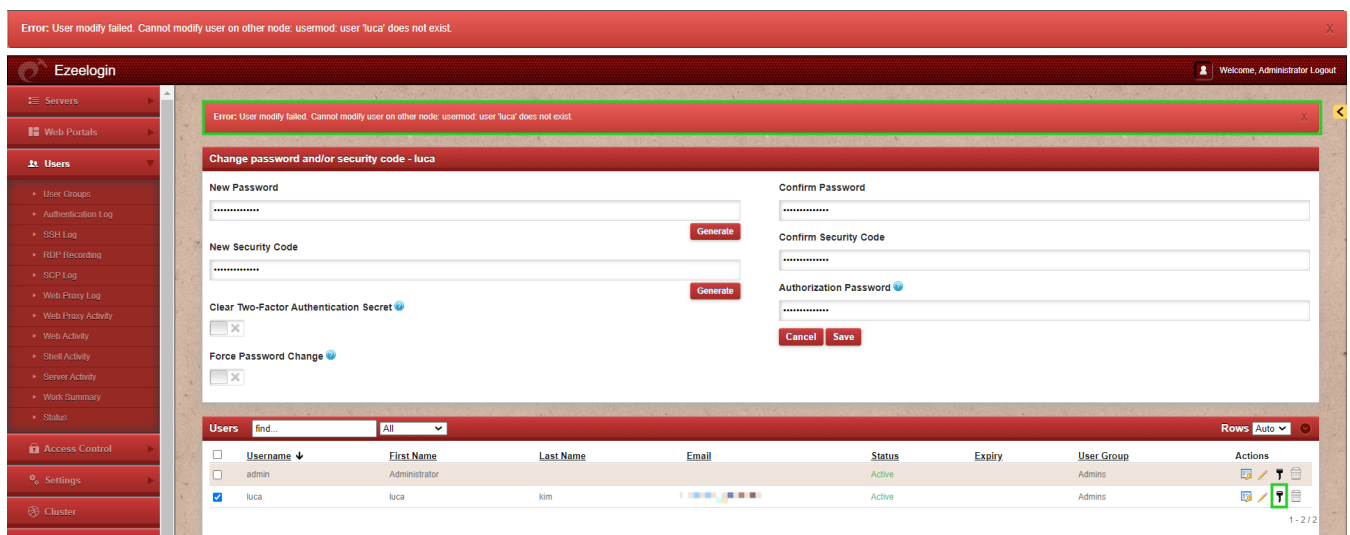 Error: User modify failed. Cannot modify user on other node: usermod: user 'luca' does not exist. X
Ezeelogin
Welcome, Administrator Logout
Servers
Web Portals
Users
User Groups
Authentication Log
SSH Log
RDP Recording
SCP Log
Web Proxy Log
Web Proxy Activity
Web Activity
Shell Activity
Server Activity
Work Summary
Status
Access Control
Settings
Cluster
Error: User modify failed. Cannot modify user on other node: usermod: user 'luca' does not exist. X
Change password and/or security code - luca
New Password
Generate
New Security Code
Generate
Clear Two-Factor Authentication Secret
Force Password Change
Confirm Password
Confirm Security Code
Authorization Password
Cancel Save
Users find... All Rows Auto
Username First Name Last Name Email Status Expiry User Group Actions
admin Administrator Active Admins
luca luca kim Active Admins
1 - 2 / 2